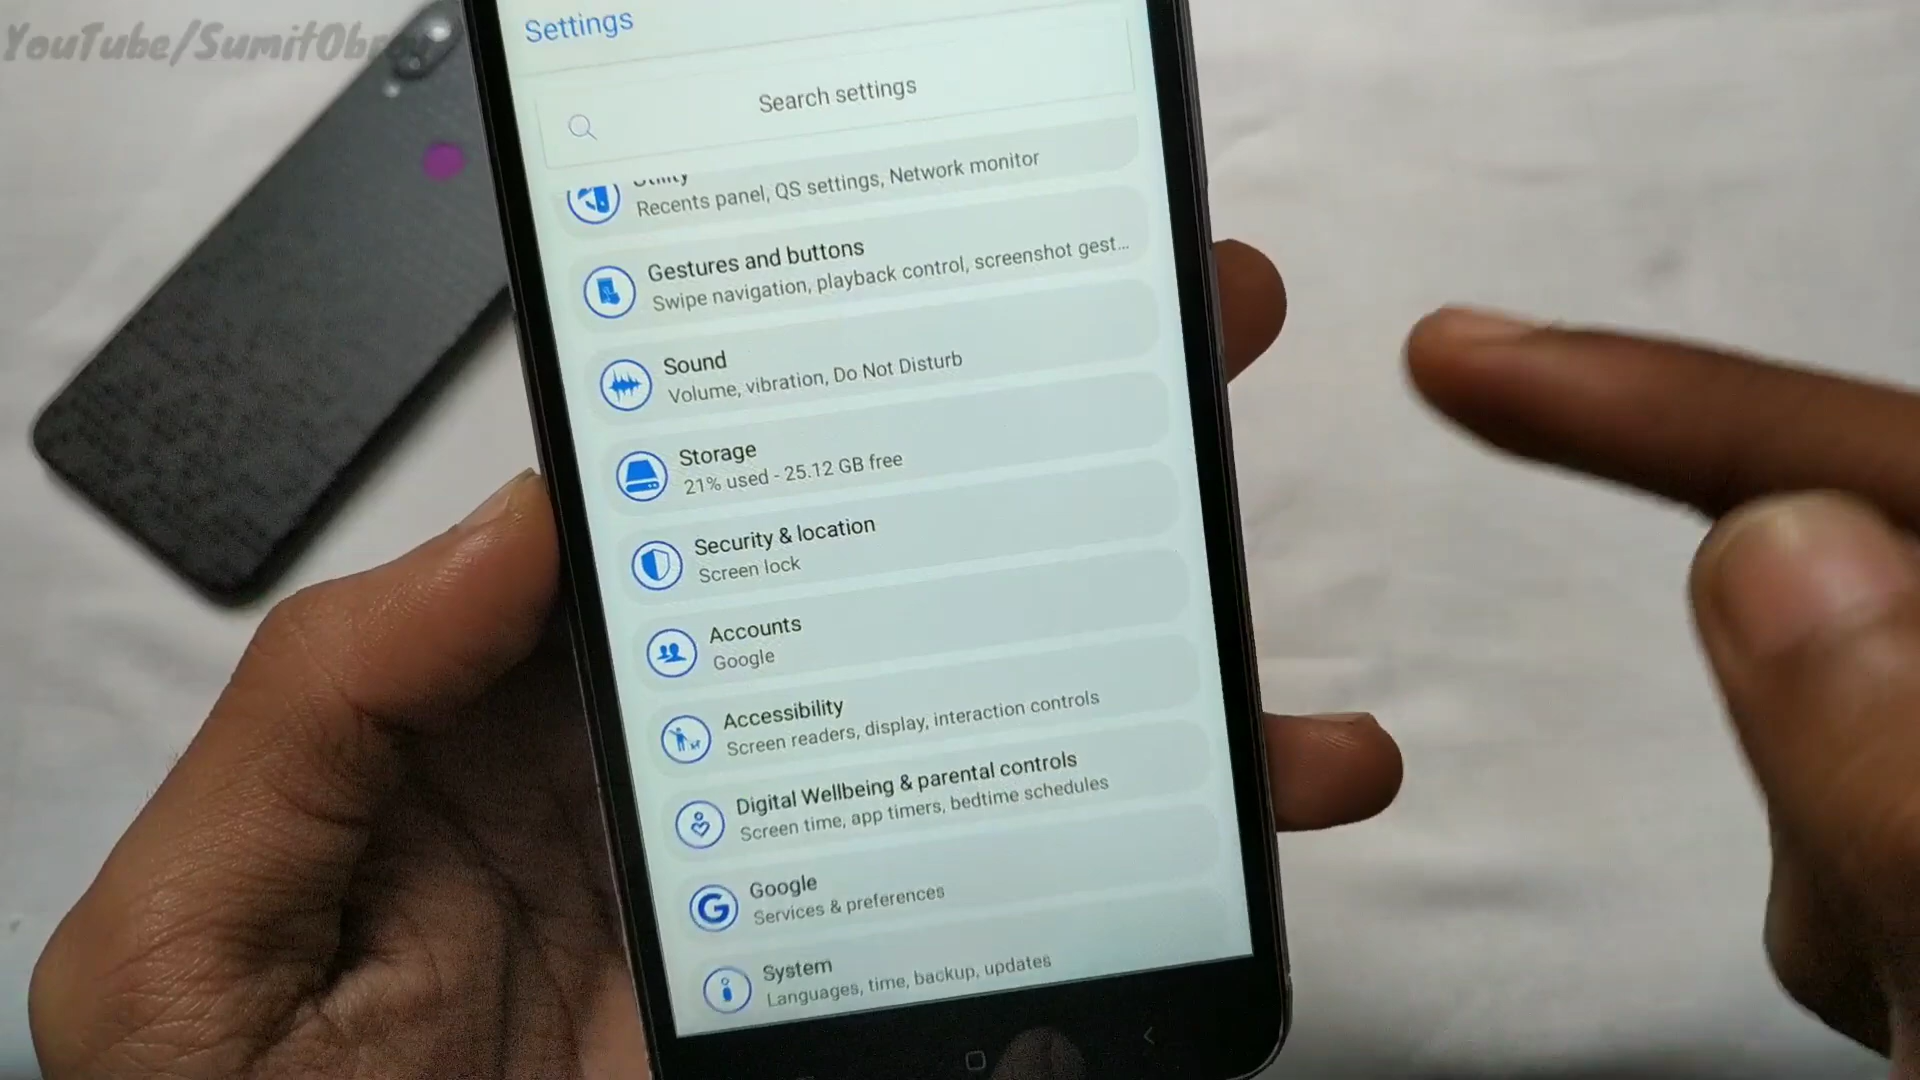 YouTube/SumitObroy
Settings
Search settings
Utility
Recents panel, QS settings, Network monitor
Gestures and buttons
Swipe navigation, playback control, screenshot gest...
Sound
Volume, vibration, Do Not Disturb
Storage
21% used - 25.12 GB free
Security & location
Screen lock
Accounts
Google
Accessibility
Screen readers, display, interaction controls
Digital Wellbeing & parental controls
Screen time, app timers, bedtime schedules
Google
Services & preferences
System
Languages, time, backup, updates